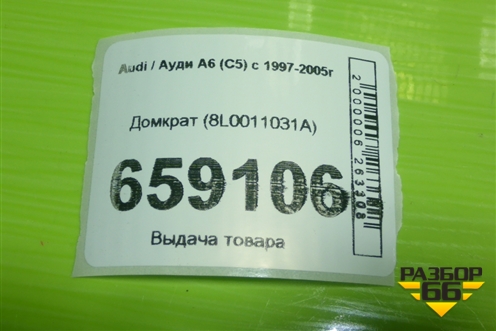 Audi / Ауди А6 (С5) с 1997-2005г
Домкрат (8L0011031A)
659106
Выдача товара
2000006263308
РАЗБОР
66